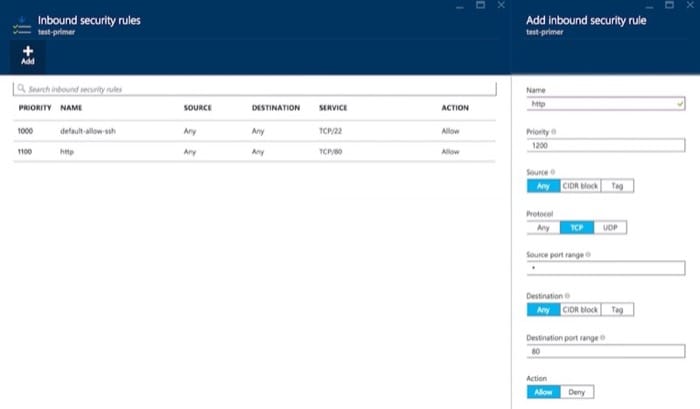 Inbound security rules
test-primer
Add
Search inbound security rules
PRIORITY NAME SOURCE DESTINATION SERVICE ACTION
1000 default-allow-ssh Any Any TCP/22 Allow
1100 http Any Any TCP/80 Allow
Add inbound security rule
test-primer
Name
http
Priority
1200
Source
Any CIDR block Tag
Protocol
Any TCP UDP
Source port range
*
Destination
Any CIDR block Tag
Destination port range
80
Action
Allow Deny